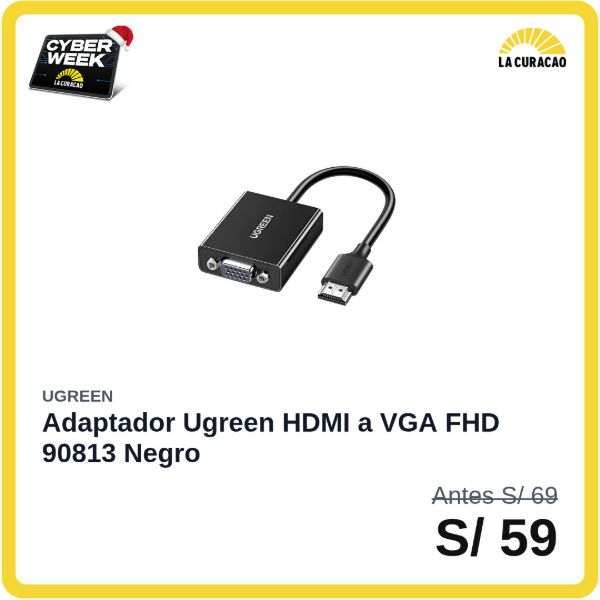 CYBER
WEEK
LA CURACAO
LA CURACAO
UGREEN
UGREEN
Adaptador Ugreen HDMI a VGA FHD
90813 Negro
Antes S/ 69
S/ 59